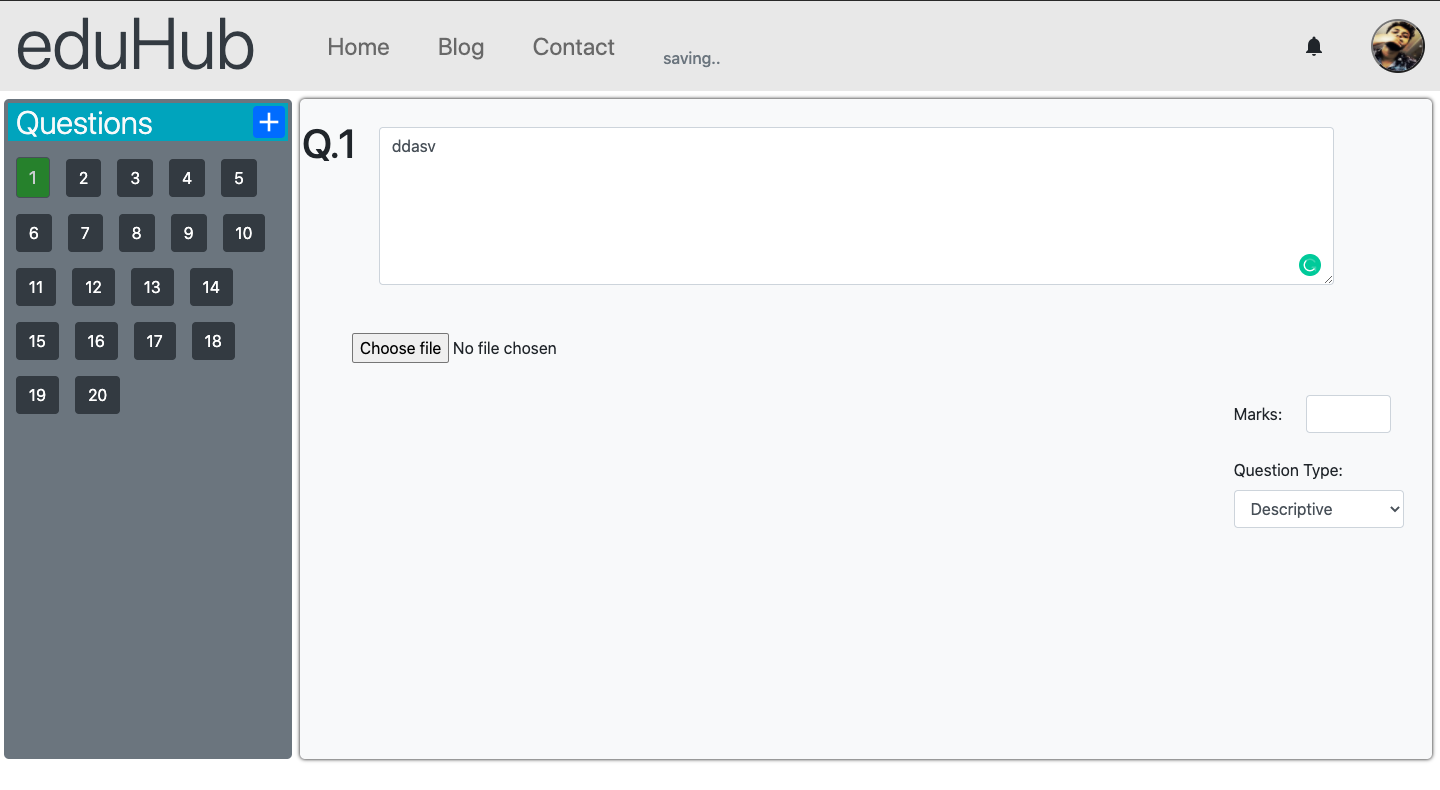 eduHub Home Blog Contact saving..
Questions
1 2 3 4 5
6 7 8 9 10
11 12 13 14
15 16 17 18
19 20
Q.1 ddasv
Choose file No file chosen
Marks:
Question Type:
Descriptive